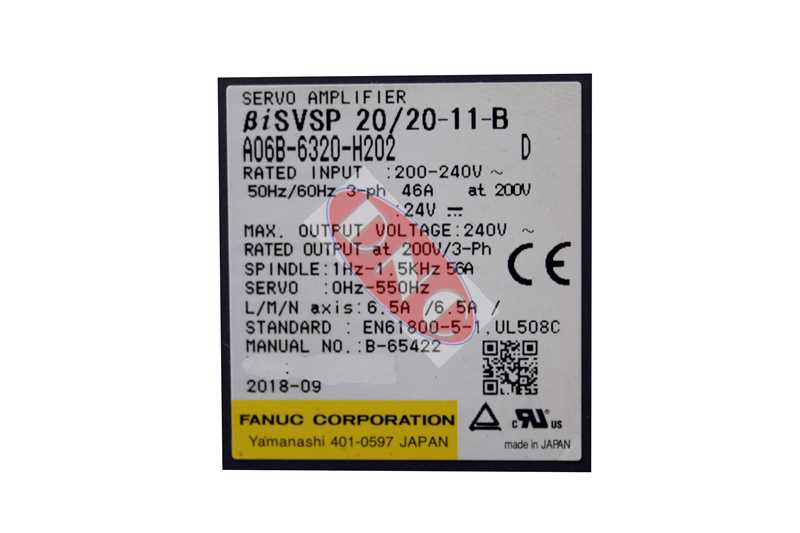 SERVO AMPLIFIER
βiSVSP 20/20-11-B
A06B-6320-H202 D
RATED INPUT :200-240V ~
50Hz/60Hz 3-ph 46A at 200V
:24V ⎓
MAX. OUTPUT VOLTAGE:240V ~
RATED OUTPUT at 200V/3-Ph
SPINDLE:1Hz-1.5KHz 56A
SERVO :0Hz-550Hz
L/M/N axis:6.5A /6.5A /
STANDARD : EN61800-5-1.UL508C
MANUAL NO.:B-65422
2018-09
CE
FANUC CORPORATION
Yamanashi 401-0597 JAPAN
c RU us
made in JAPAN